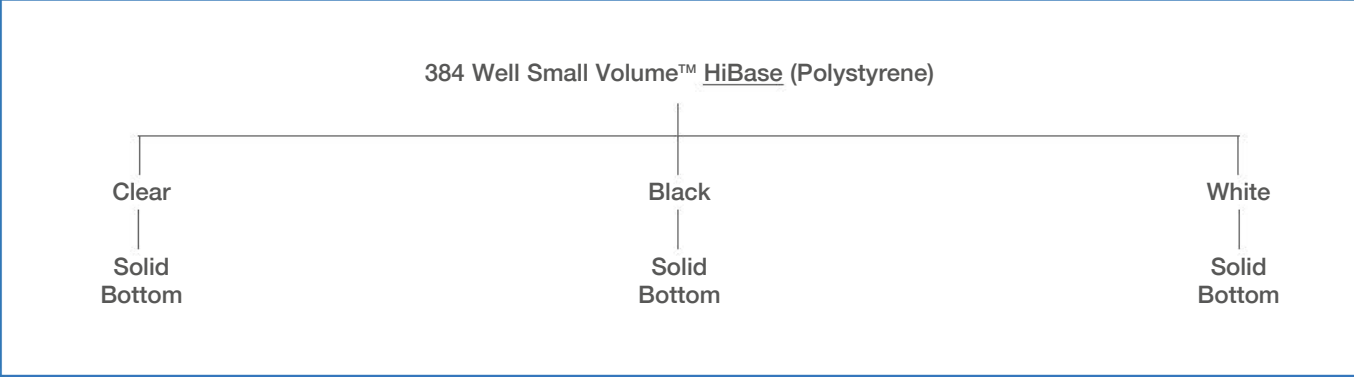 384 Well Small Volume™ HiBase (Polystyrene)
Clear
Black
White
Solid
Bottom
Solid
Bottom
Solid
Bottom